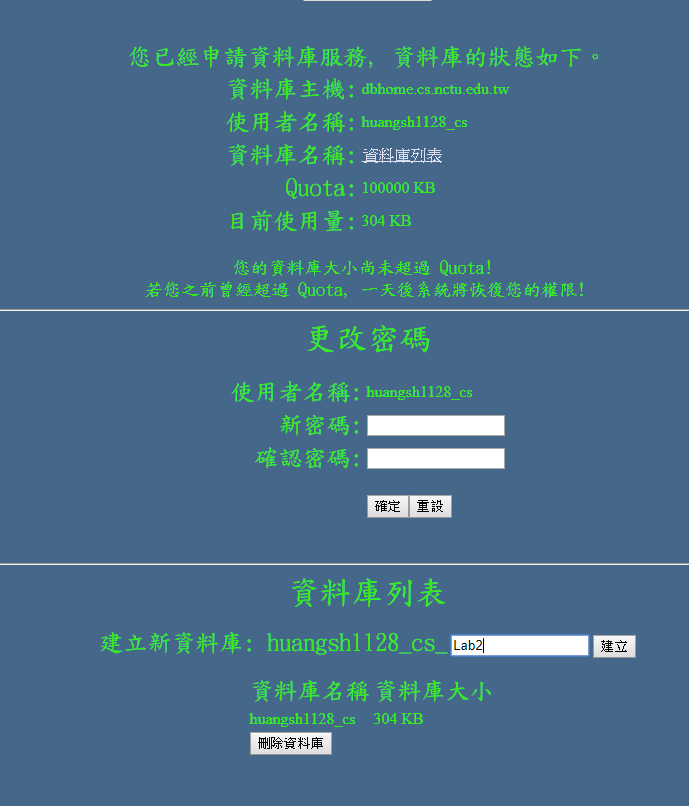 您已經申請資料庫服務, 資料庫的狀態如下。
資料庫主機: dbhome.cs.nctu.edu.tw
使用者名稱: huangsh1128_cs
資料庫名稱: 資料庫列表
Quota: 100000 KB
目前使用量: 304 KB
您的資料庫大小尚未超過 Quota!
若您之前曾經超過 Quota, 一天後系統將恢復您的權限!
更改密碼
使用者名稱: huangsh1128_cs
新密碼:
確認密碼:
確定 重設
資料庫列表
建立新資料庫: huangsh1128_cs_ Lab2 建立
資料庫名稱 資料庫大小
huangsh1128_cs 304 KB
刪除資料庫